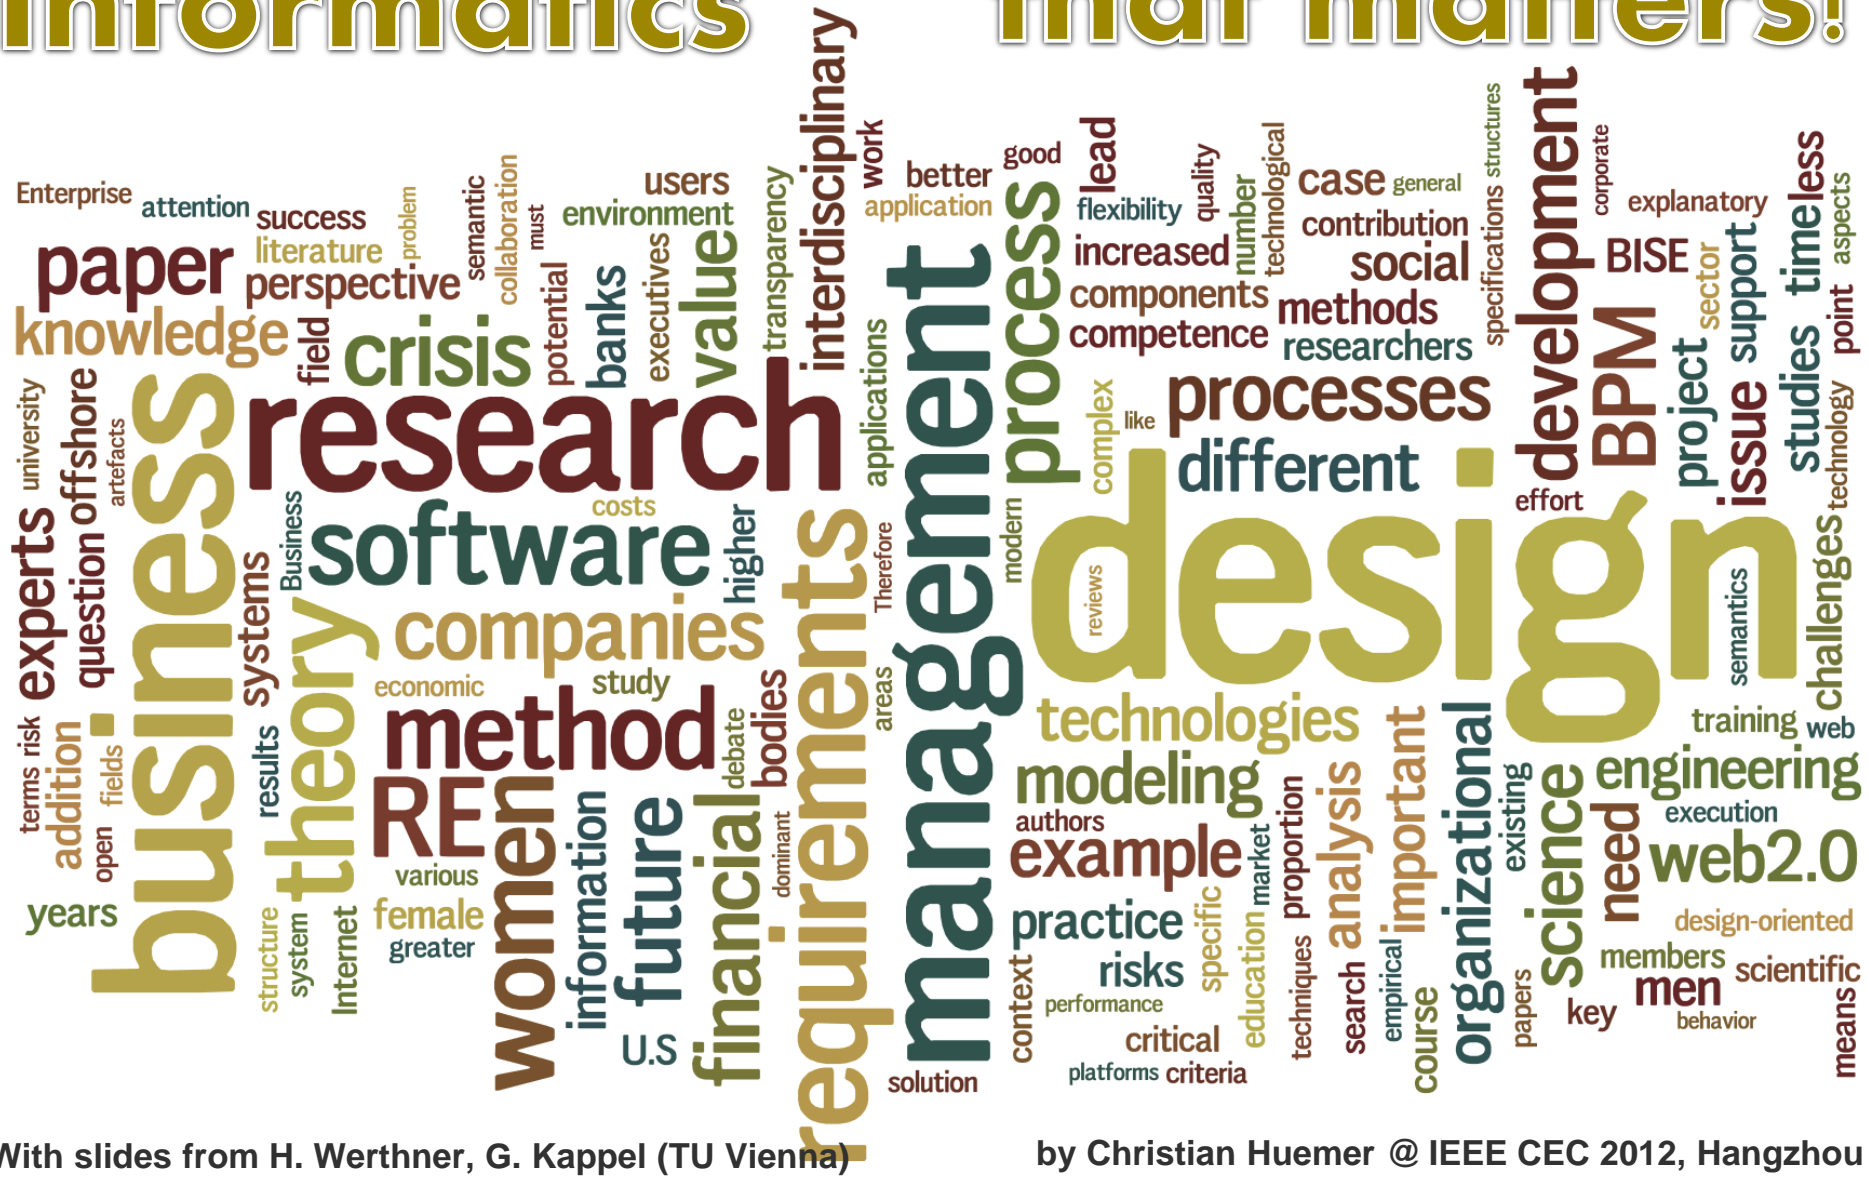 Informatics that matters!
interdisciplinary
Enterprise
attention
success
literature
problem
semantic
collaboration
must
users
environment
transparency
work
better
good
application
lead
flexibility
quality
number
technological
case
general
structures
specifications
contribution
development
corporate
explanatory
timeless
aspects
paper
perspective
potential
banks
executives
value
management
process
increased
social
components
methods
competence
researchers
BISE
sector
support
studies
point
knowledge
field
crisis
university
offshore
artefacts
business
research
applications
complex
like
processes
different
BPM
project
issue
technology
effort
experts
question
Business
software
costs
higher
requirements
Therefore
modern
design
reviews
semantics
challenges
systems
theory
companies
economic
study
areas
terms
risk
addition
fields
open
results
method
debate
bodies
technologies
training
web
modeling
RE
women
information
future
financial
dominant
authors
example
market
proportion
analysis
important
organizational
existing
science
engineering
execution
need
web2.0
various
years
female
greater
structure
system
Internet
U.S
practice
specific
education
design-oriented
context
risks
performance
techniques
search
empirical
course
papers
members
scientific
men
key
behavior
means
critical
platforms
criteria
solution
With slides from H. Werthner, G. Kappel (TU Vienna)
by Christian Huemer @ IEEE CEC 2012, Hangzhou